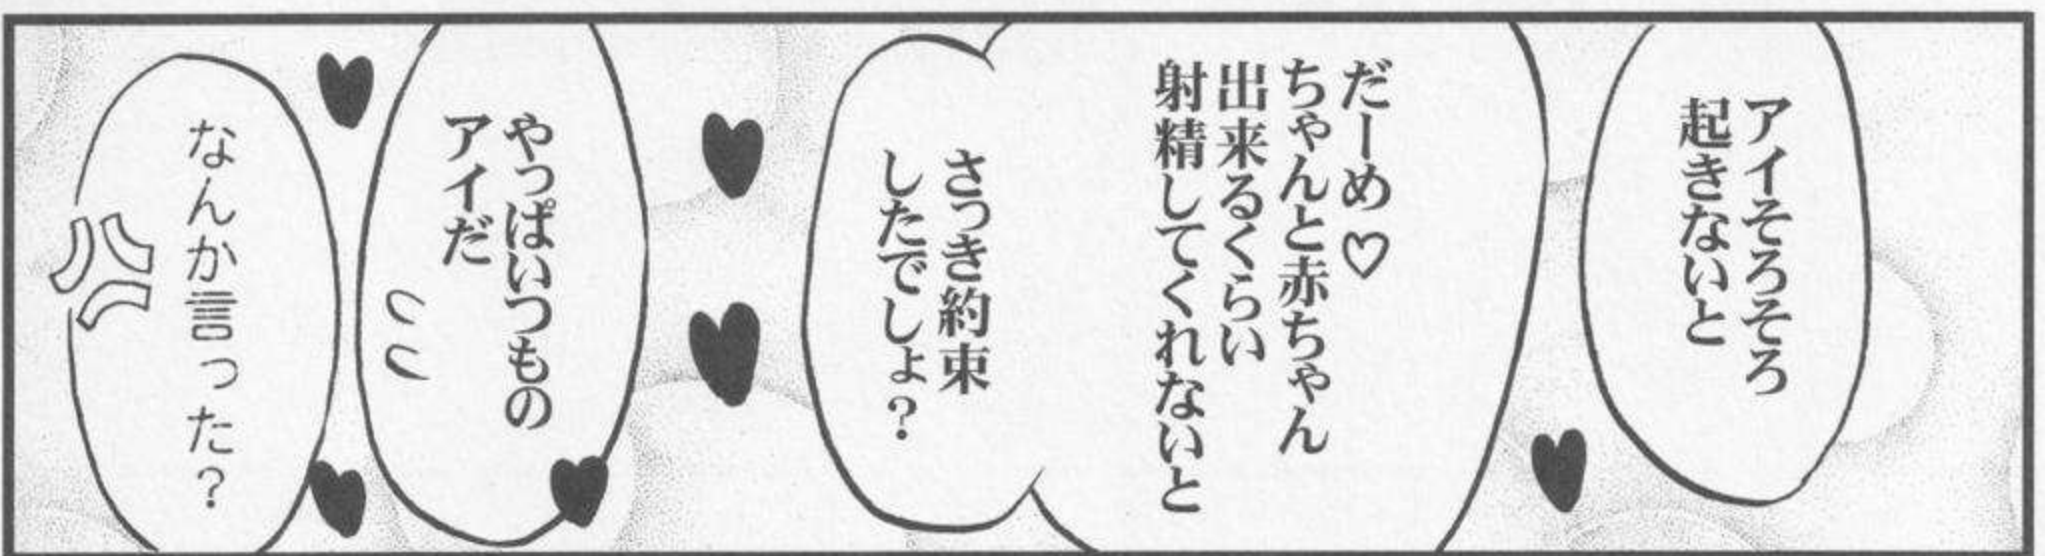 アイそろそろ
起きないと
だーめ♡
ちゃんと赤ちゃん
出来るくらい
射精してくれないと
さっき約束
したでしょ？
やっぱいつもの
アイだ
なんか言った？